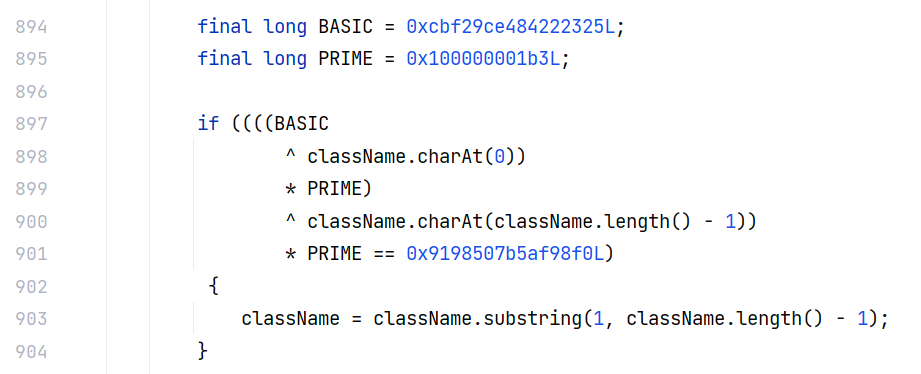 894 final long BASIC = 0xcbf29ce484222325L;
895 final long PRIME = 0x100000001b3L;
896
897 if ((((BASIC
898 ^ className.charAt(0))
899 * PRIME)
900 ^ className.charAt(className.length() - 1))
901 * PRIME == 0x9198507b5af98f0L)
902 {
903 className = className.substring(1, className.length() - 1);
904 }